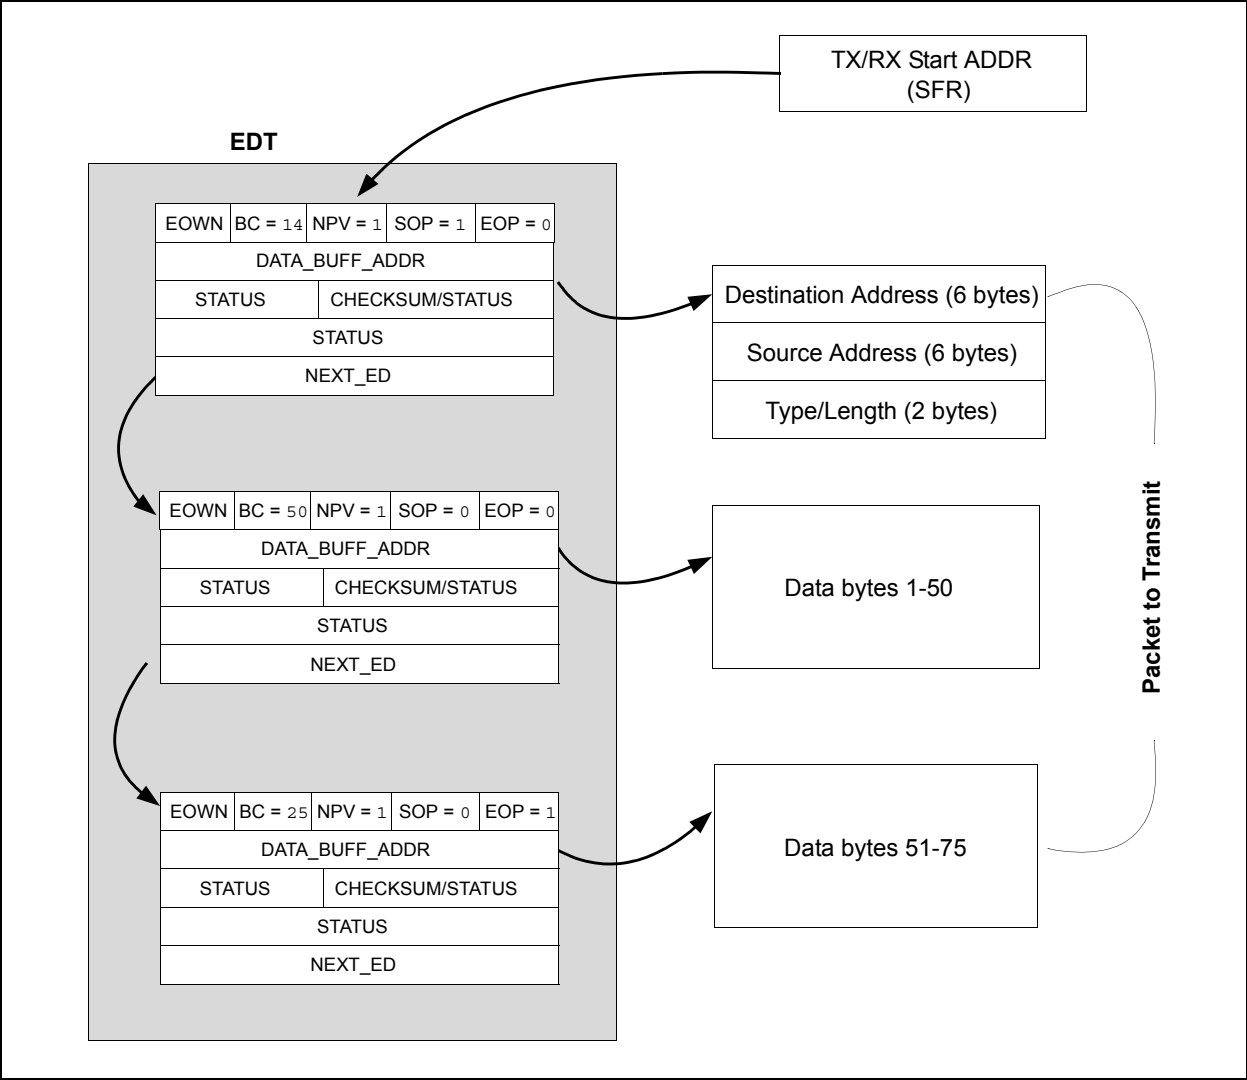 TX/RX Start ADDR
(SFR)
EDT
EOWN BC = 14 NPV = 1 SOP = 1 EOP = 0
DATA_BUFF_ADDR
STATUS CHECKSUM/STATUS
STATUS
NEXT_ED
Destination Address (6 bytes)
Source Address (6 bytes)
Type/Length (2 bytes)
EOWN BC = 50 NPV = 1 SOP = 0 EOP = 0
DATA_BUFF_ADDR
STATUS CHECKSUM/STATUS
STATUS
NEXT_ED
Data bytes 1-50
Packet to Transmit
EOWN BC = 25 NPV = 1 SOP = 0 EOP = 1
DATA_BUFF_ADDR
STATUS CHECKSUM/STATUS
STATUS
NEXT_ED
Data bytes 51-75